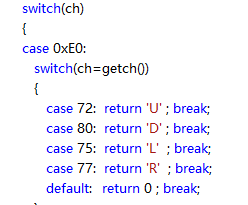 switch(ch)
{
case 0xE0:
switch(ch=getch())
{
case 72: return 'U' ; break;
case 80: return 'D' ; break;
case 75: return 'L' ; break;
case 77: return 'R' ; break;
default: return 0 ; break;